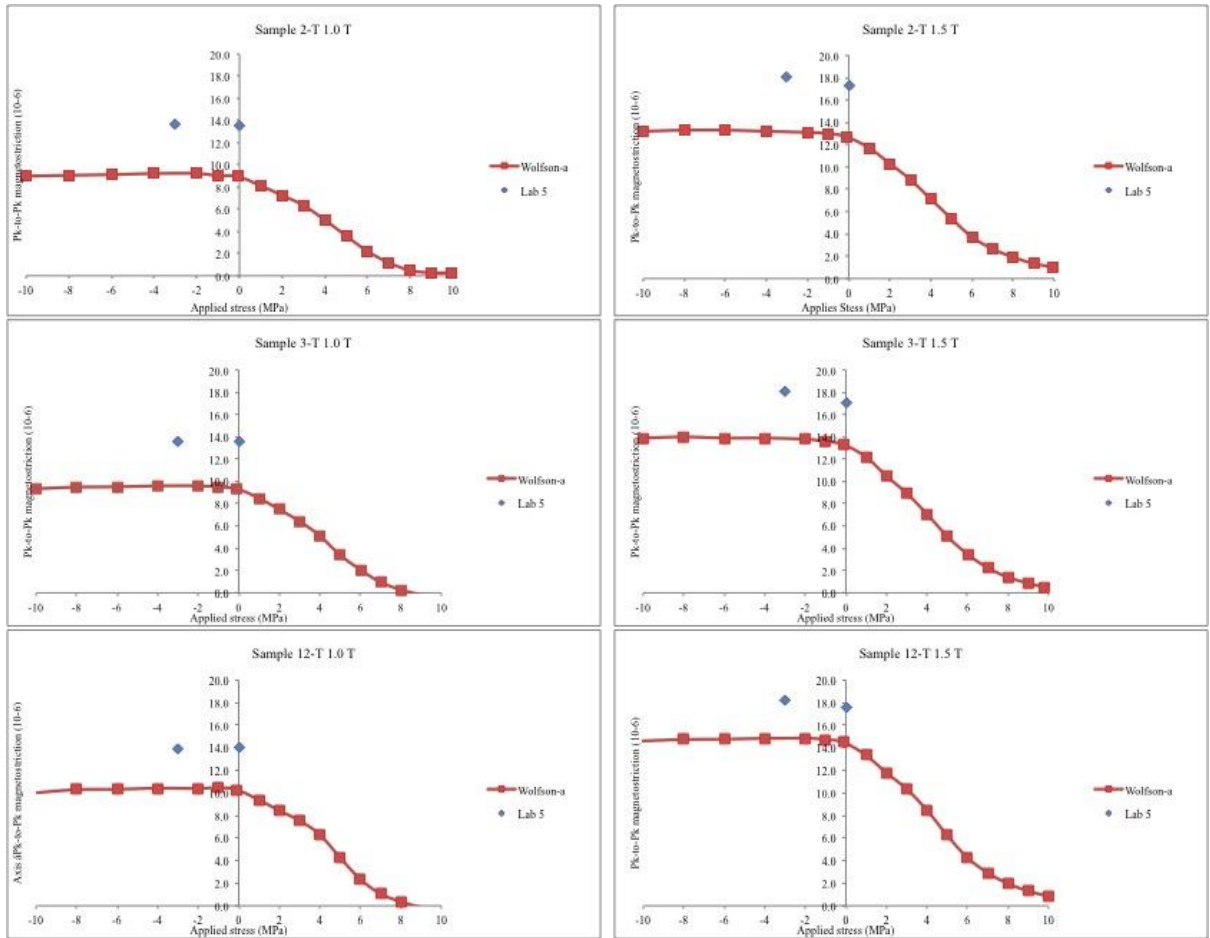 Sample 2-T 1.0 T
Pk-to-Pk magnetostriction (10-6)
20.0
18.0
16.0
14.0
12.0
10.0
8.0
6.0
4.0
2.0
0.0
-10 -8 -6 -4 -2 0 2 4 6 8 10
Applied stress (MPa)
Wolfson-a
Lab 5
Sample 2-T 1.5 T
Pk-to-Pk magnetostriction (10-6)
20.0
18.0
16.0
14.0
12.0
10.0
8.0
6.0
4.0
2.0
0.0
-10 -8 -6 -4 -2 0 2 4 6 8 10
Applies Stess (MPa)
Wolfson-a
Lab 5
Sample 3-T 1.0 T
Pk-to-Pk magnetostriction (10-6)
20.0
18.0
16.0
14.0
12.0
10.0
8.0
6.0
4.0
2.0
0.0
-10 -8 -6 -4 -2 0 2 4 6 8 10
Applied stress (MPa)
Wolfson-a
Lab 5
Sample 3-T 1.5 T
Pk-to-Pk magnetostriction (10-6)
20.0
18.0
16.0
14.0
12.0
10.0
8.0
6.0
4.0
2.0
0.0
-10 -8 -6 -4 -2 0 2 4 6 8 10
Applied stress (MPa)
Wolfson-a
Lab 5
Sample 12-T 1.0 T
Axis âPk-to-Pk magnetostriction (10-6)
20.0
18.0
16.0
14.0
12.0
10.0
8.0
6.0
4.0
2.0
0.0
-10 -8 -6 -4 -2 0 2 4 6 8 10
Applied stress (MPa)
Wolfson-a
Lab 5
Sample 12-T 1.5 T
Pk-to-Pk magnetostriction (10-6)
20.0
18.0
16.0
14.0
12.0
10.0
8.0
6.0
4.0
2.0
0.0
-10 -8 -6 -4 -2 0 2 4 6 8 10
Applied stress (MPa)
Wolfson-a
Lab 5